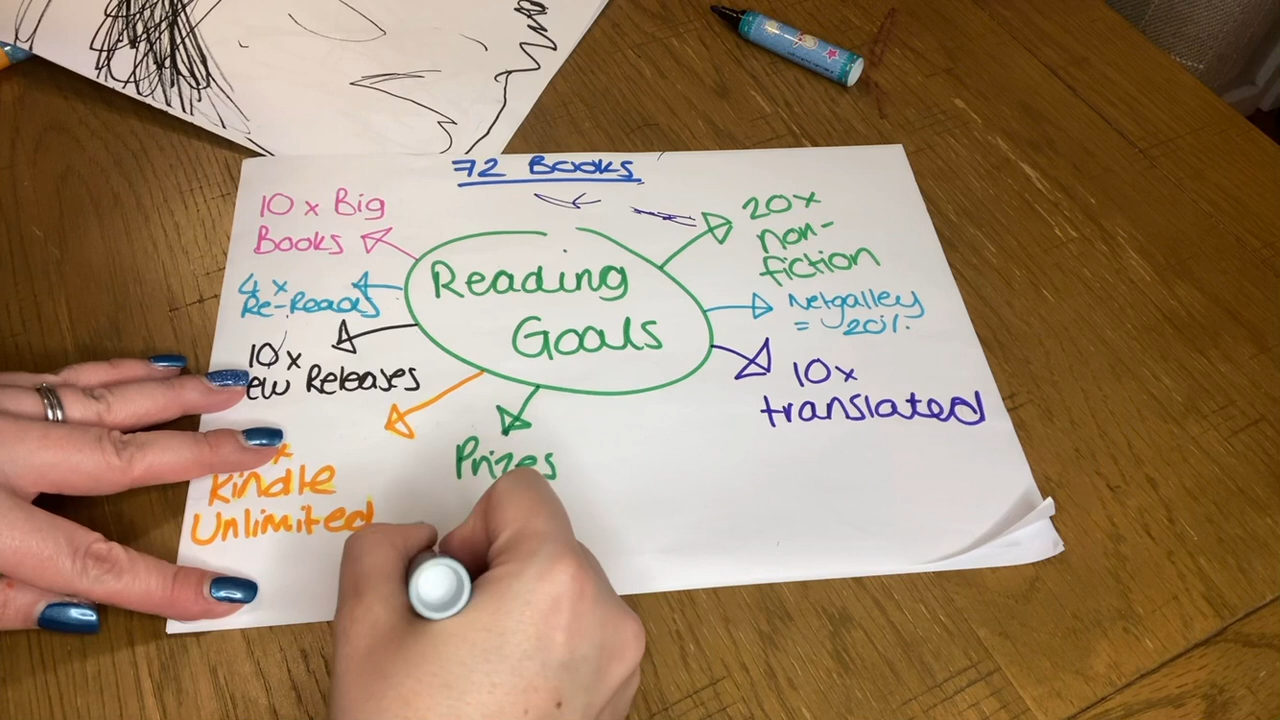 72 Books
10 x Big
Books
4 x
Re-Reads
10 x
ew Releases
x
Kindle
Unlimited
Reading
Goals
Prizes
20x
non-
fiction
Netgalley
= 20%
10x
translated